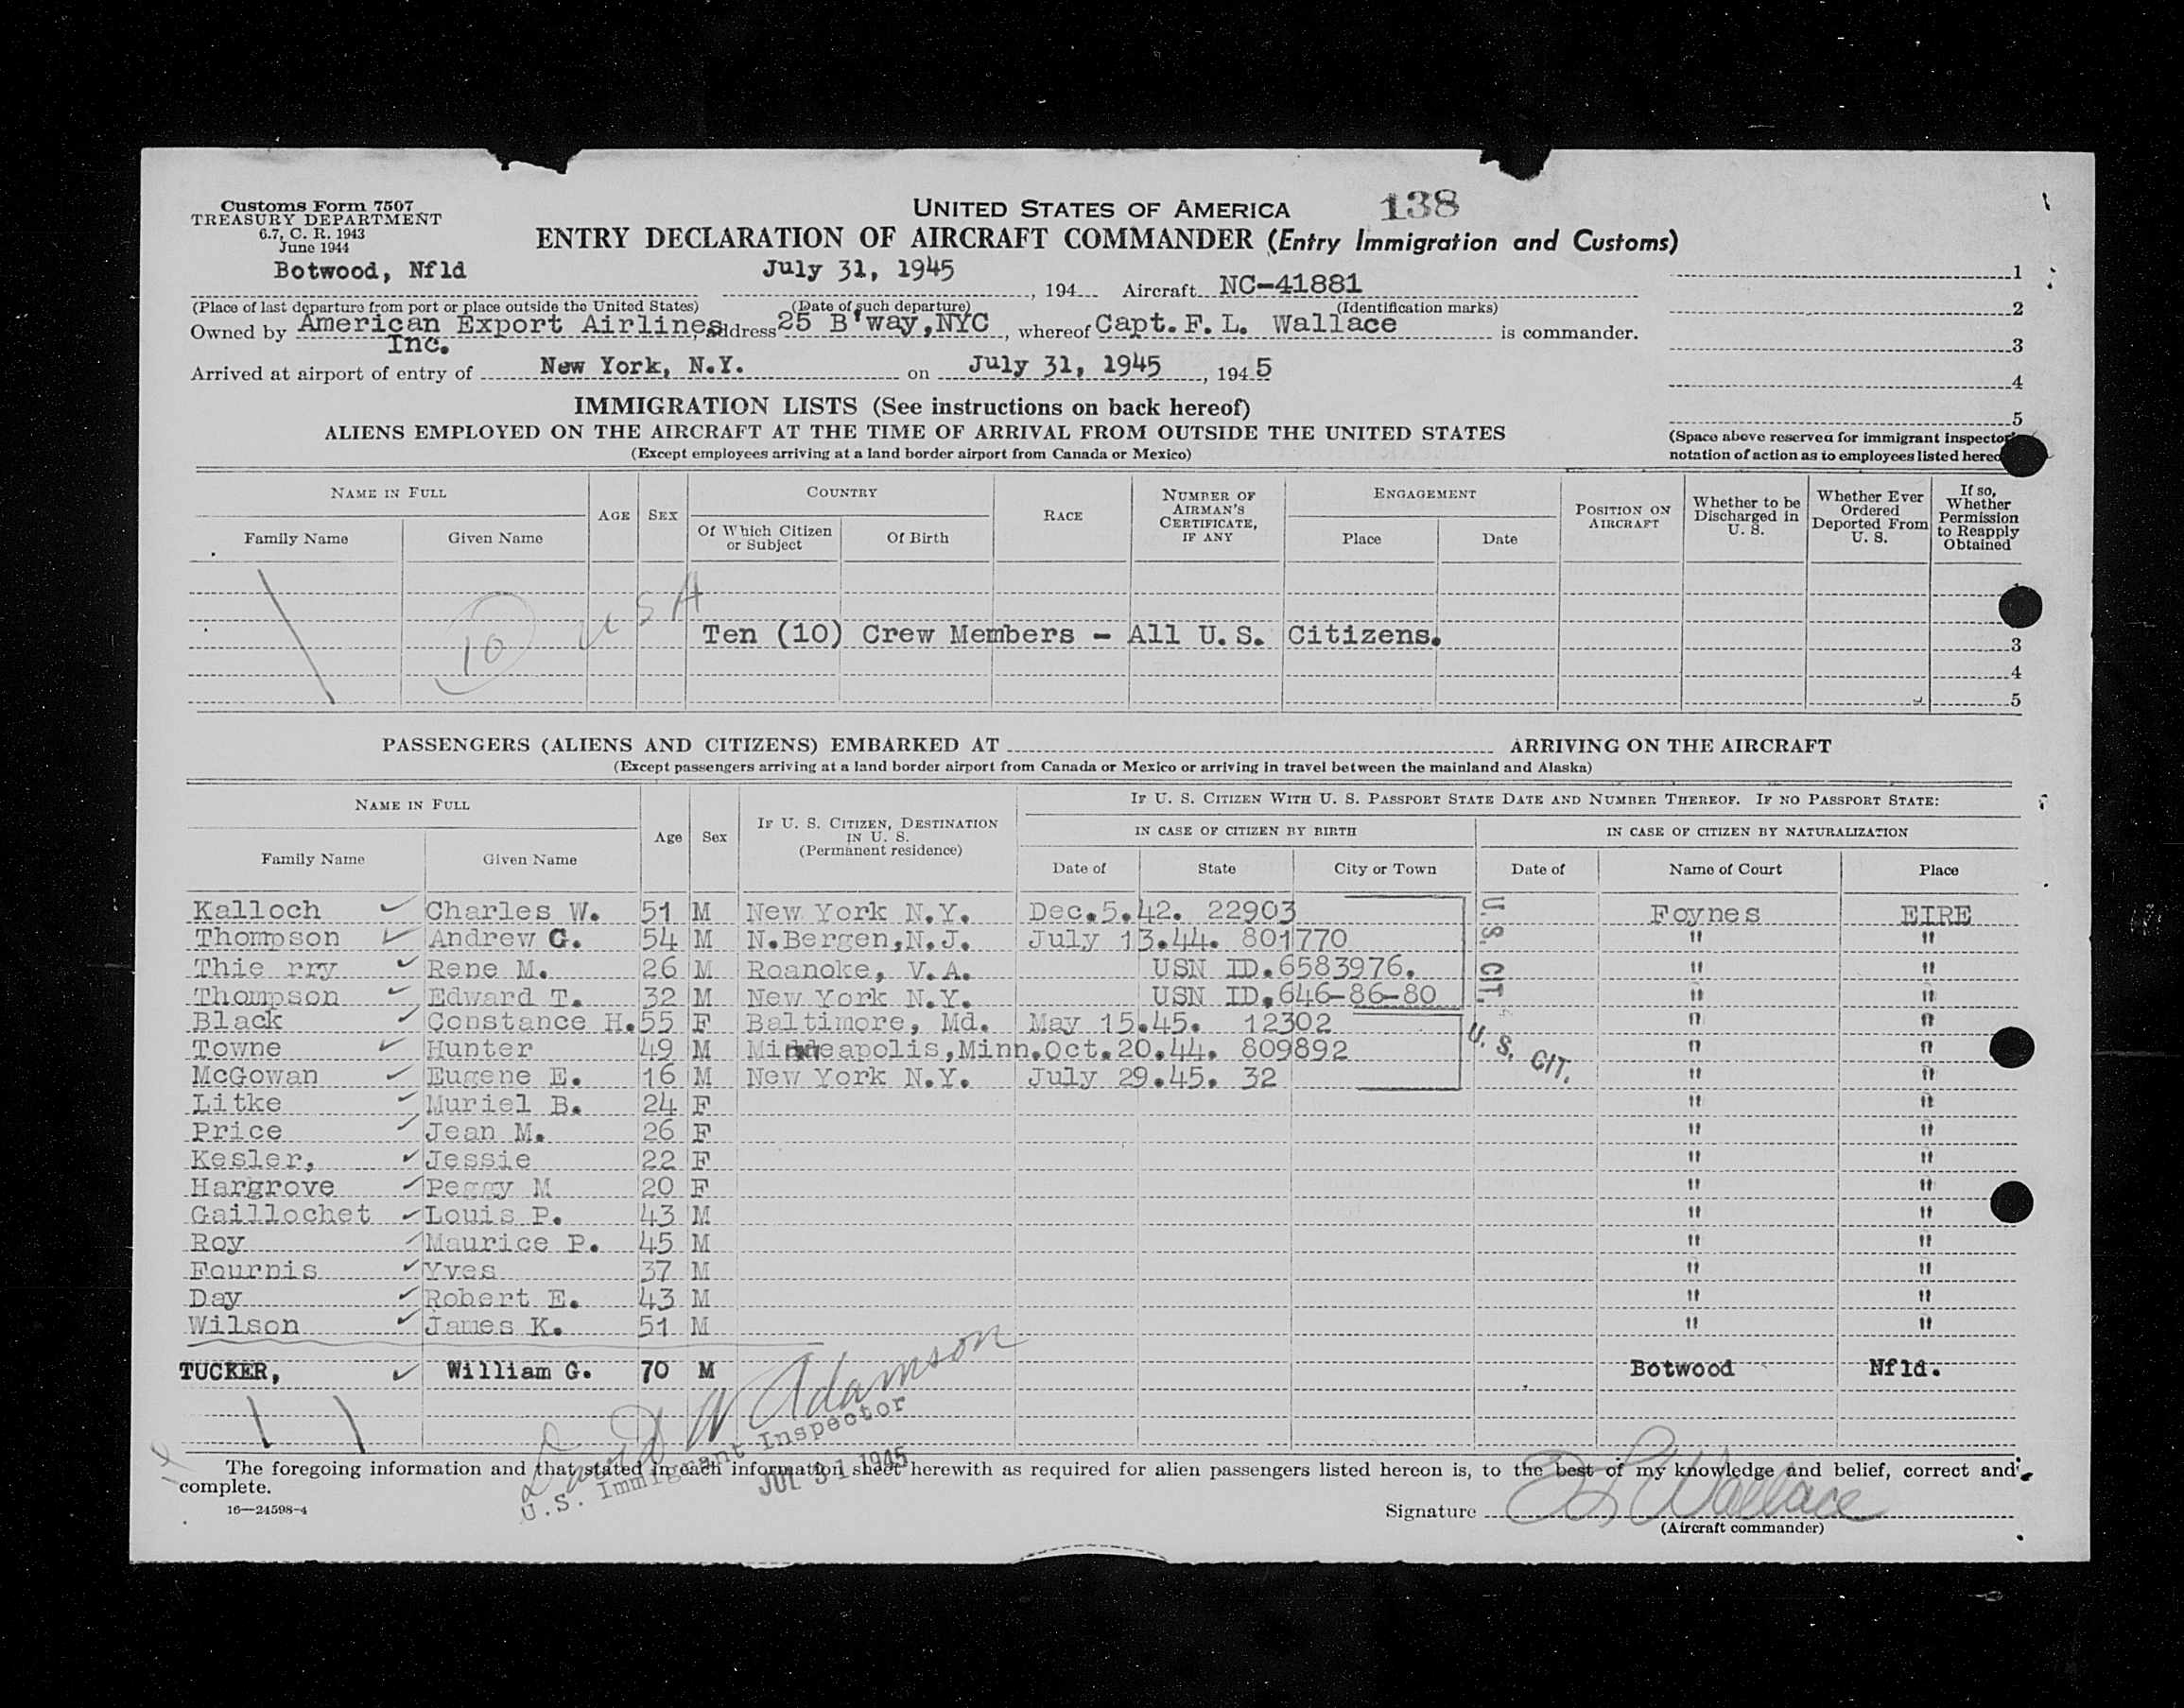 Customs Form 7507
TREASURY DEPARTMENT
6.7, C. R. 1943
June 1944
UNITED STATES OF AMERICA 138
ENTRY DECLARATION OF AIRCRAFT COMMANDER (Entry Immigration and Customs)
Botwood, Nfld July 31, 1945 , 194 Aircraft NC-41881 1
(Place of last departure from port or place outside the United States) (Date of such departure) (Identification marks) 2
Owned by American Export Airlines, Address 25 B'way, NYC , whereof Capt. F. L. Wallace is commander.
Inc. 3
Arrived at airport of entry of New York, N.Y. on July 31, 1945 , 194 5 4
IMMIGRATION LISTS (See instructions on back hereof) 5
ALIENS EMPLOYED ON THE AIRCRAFT AT THE TIME OF ARRIVAL FROM OUTSIDE THE UNITED STATES
(Except employees arriving at a land border airport from Canada or Mexico)
(Space above reserved for immigrant inspector
notation of action as to employees listed hereo
NAME IN FULL AGE SEX COUNTRY RACE NUMBER OF AIRMAN'S CERTIFICATE, IF ANY ENGAGEMENT POSITION ON AIRCRAFT Whether to be Discharged in U. S. Whether Ever Ordered Deported From U. S. If so, Whether Permission to Reapply Obtained
Family Name Given Name Of Which Citizen or Subject Of Birth Place Date
10 USA
Ten (10) Crew Members - All U.S. Citizens.
3
4
5
PASSENGERS (ALIENS AND CITIZENS) EMBARKED AT ARRIVING ON THE AIRCRAFT
(Except passengers arriving at a land border airport from Canada or Mexico or arriving in travel between the mainland and Alaska)
NAME IN FULL Age Sex IF U. S. CITIZEN, DESTINATION IN U. S. (Permanent residence) IF U. S. CITIZEN WITH U. S. PASSPORT STATE DATE AND NUMBER THEREOF. IF NO PASSPORT STATE:
IN CASE OF CITIZEN BY BIRTH IN CASE OF CITIZEN BY NATURALIZATION
Family Name Given Name Date of State City or Town Date of Name of Court Place
Kalloch Charles W. 51 M New York N.Y. Dec.5.42. 22903 Foynes EIRE
Thompson Andrew G. 54 M N.Bergen,N.J. July 13.44. 801770 " "
Thie rry Rene M. 26 M Roanoke, V.A. USN ID.6583976. " "
Thompson Edward T. 32 M New York N.Y. USN ID.646-86-80 " "
U.S. CIT.
Black Constance H. 55 F Baltimore, Md. May 15.45. 12302 " "
Towne Hunter 49 M Minneapolis,Minn. Oct.20.44. 809892 " "
McGowan Eugene E. 16 M New York N.Y. July 29.45. 32 " "
U. S. CIT.
Litke Muriel B. 24 F " "
Price Jean M. 26 F " "
Kesler, Jessie 22 F " "
Hargrove Peggy M 20 F " "
Gaillochet Louis P. 43 M " "
Roy Maurice P. 45 M " "
Fournis Yves 37 M " "
Day Robert E. 43 M " "
Wilson James K. 51 M " "
TUCKER, William G. 70 M Botwood Nfld.
David W Adamson
U.S. Immigrant Inspector
JUL 31 1945
The foregoing information and that stated in each information sheet herewith as required for alien passengers listed hereon is, to the best of my knowledge and belief, correct and
complete.
16—24598-4
Signature F L Wallace
(Aircraft commander)